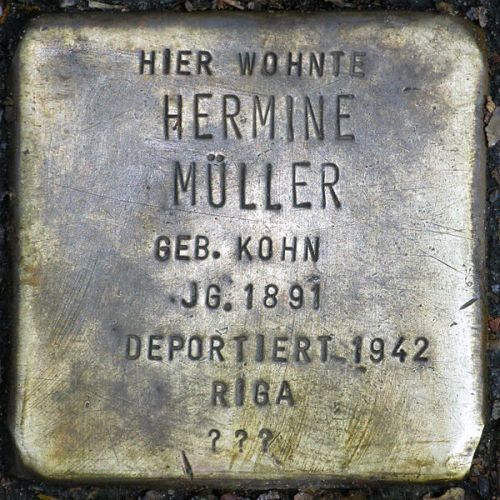 HIER WOHNTE
HERMINE
MÜLLER
GEB. KOHN
JG. 1891
DEPORTIERT 1942
RIGA
???